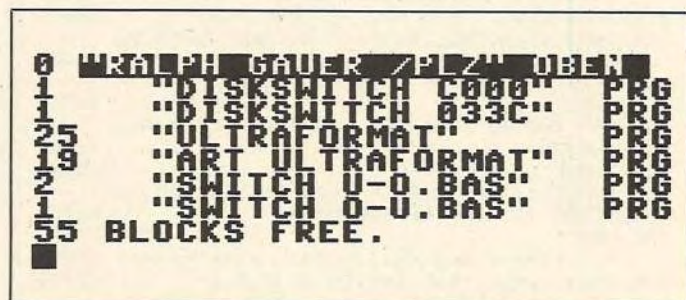 0 "RALPH GAUER /PLZ" OBEN
1 "DISKSWITCH C000" PRG
1 "DISKSWITCH 033C" PRG
25 "ULTRAFORMAT" PRG
19 "ART ULTRAFORMAT" PRG
2 "SWITCH U-O.BAS" PRG
1 "SWITCH O-U.BAS" PRG
55 BLOCKS FREE.